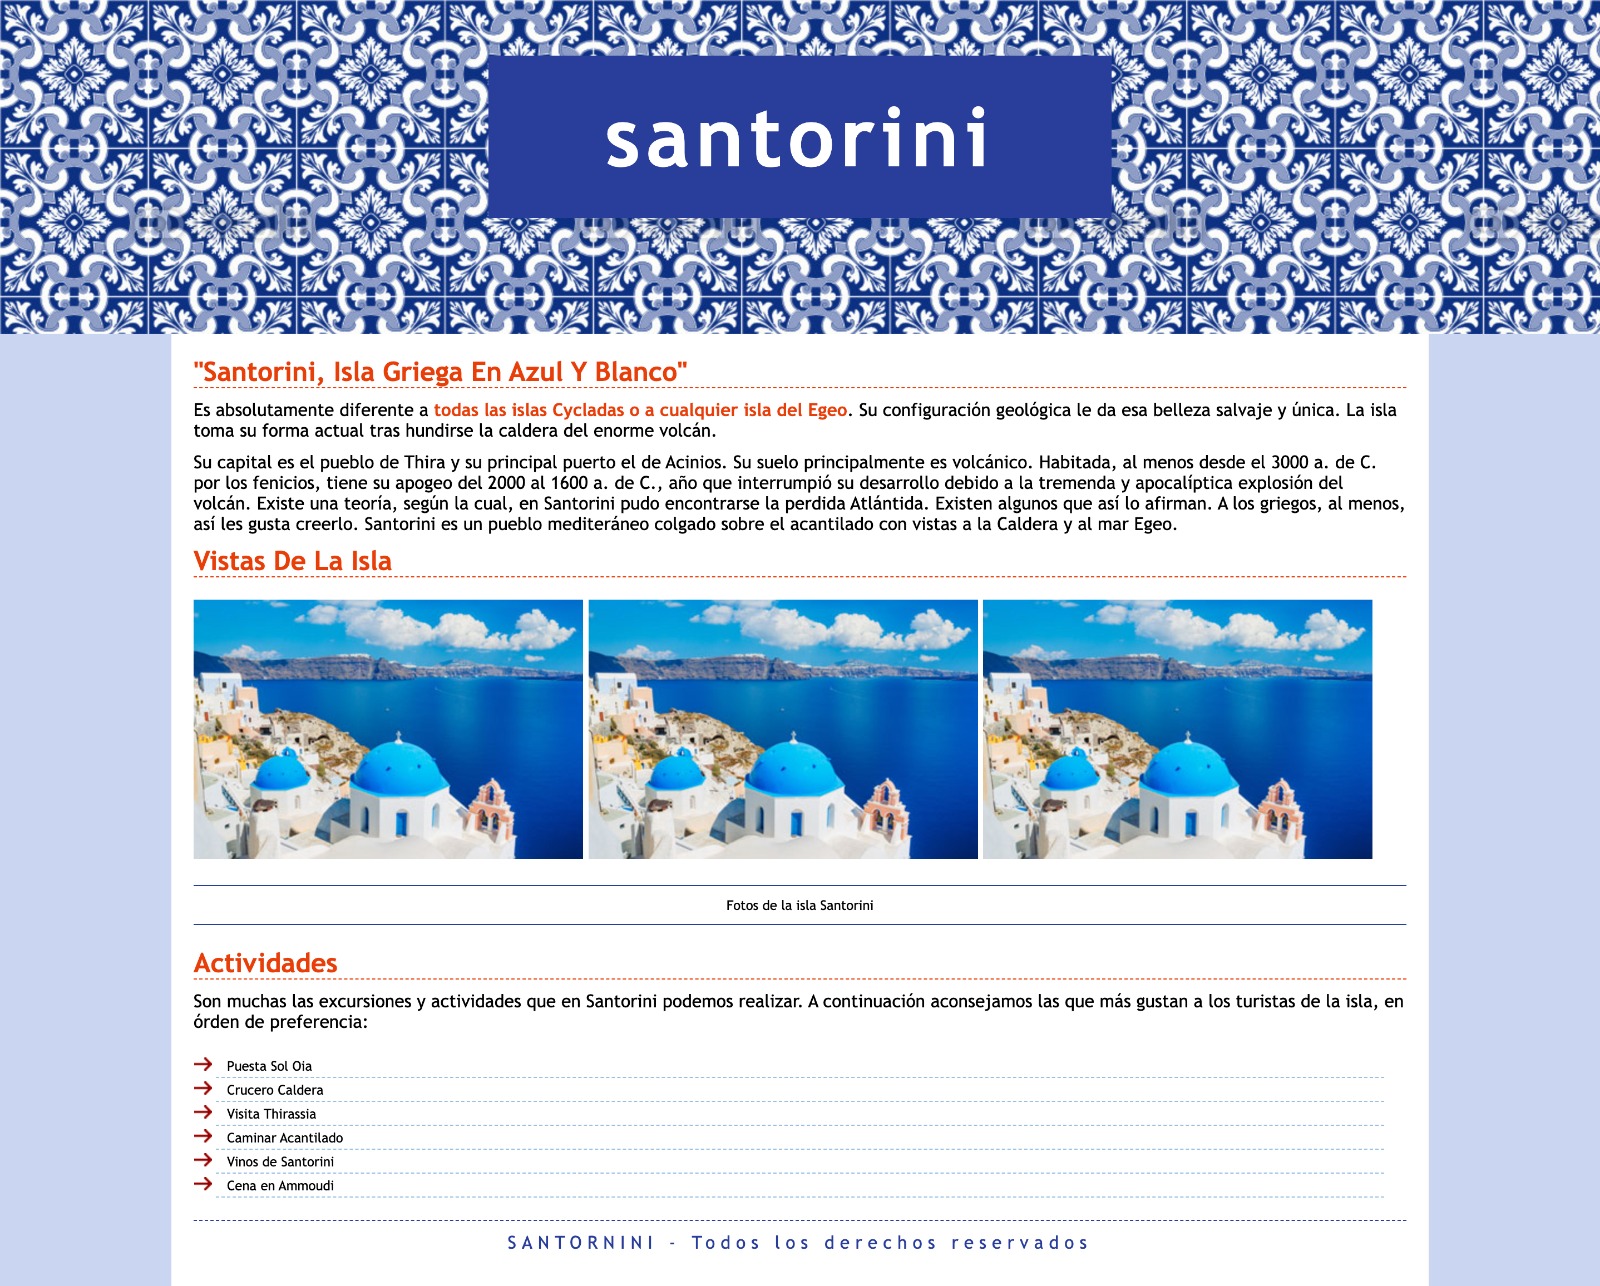 santorini
"Santorini, Isla Griega En Azul Y Blanco"
Es absolutamente diferente a todas las islas Cycladas o a cualquier isla del Egeo. Su configuración geológica le da esa belleza salvaje y única. La isla
toma su forma actual tras hundirse la caldera del enorme volcán.
Su capital es el pueblo de Thira y su principal puerto el de Acinios. Su suelo principalmente es volcánico. Habitada, al menos desde el 3000 a. de C.
por los fenicios, tiene su apogeo del 2000 al 1600 a. de C., año que interrumpió su desarrollo debido a la tremenda y apocalíptica explosión del
volcán. Existe una teoría, según la cual, en Santorini pudo encontrarse la perdida Atlántida. Existen algunos que así lo afirman. A los griegos, al menos,
así les gusta creerlo. Santorini es un pueblo mediteráneo colgado sobre el acantilado con vistas a la Caldera y al mar Egeo.
Vistas De La Isla
Fotos de la isla Santorini
Actividades
Son muchas las excursiones y actividades que en Santorini podemos realizar. A continuación aconsejamos las que más gustan a los turistas de la isla, en
órden de preferencia:
Puesta Sol Oia
Crucero Caldera
Visita Thirassia
Caminar Acantilado
Vinos de Santorini
Cena en Ammoudi
SANTORNINI - Todos los derechos reservados